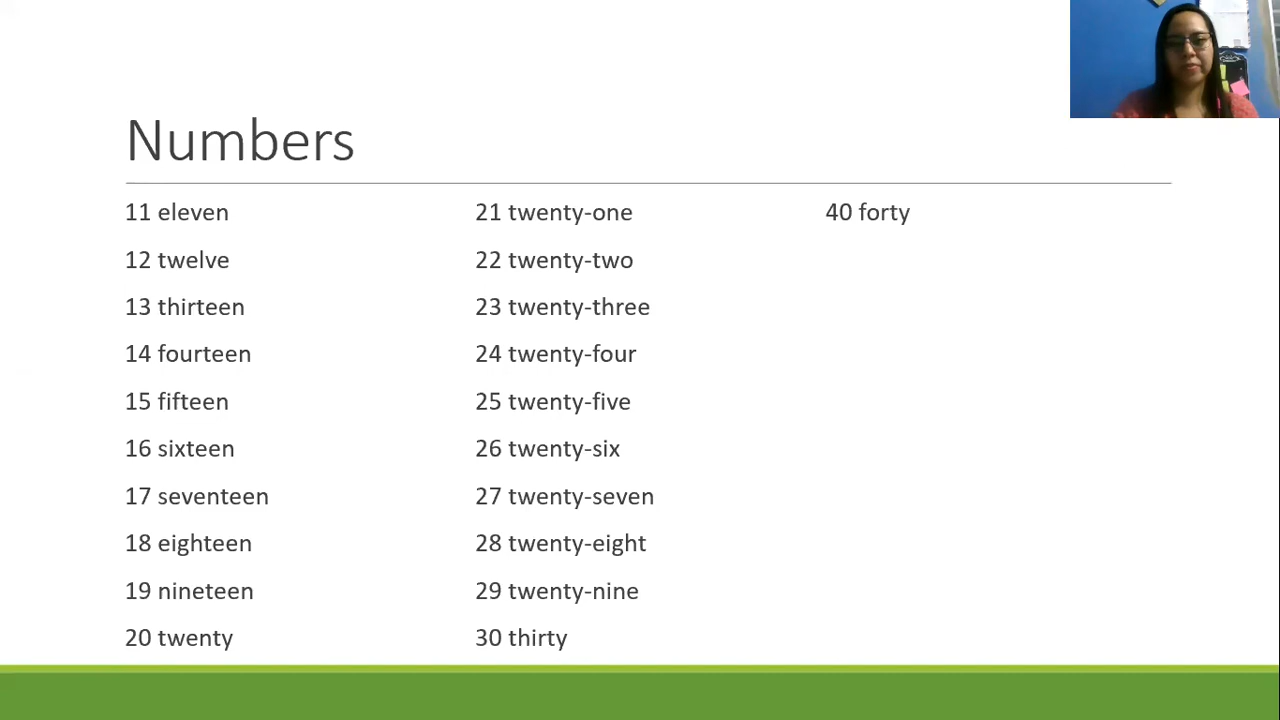 Numbers
11 eleven
12 twelve
13 thirteen
14 fourteen
15 fifteen
16 sixteen
17 seventeen
18 eighteen
19 nineteen
20 twenty
21 twenty-one
22 twenty-two
23 twenty-three
24 twenty-four
25 twenty-five
26 twenty-six
27 twenty-seven
28 twenty-eight
29 twenty-nine
30 thirty
40 forty